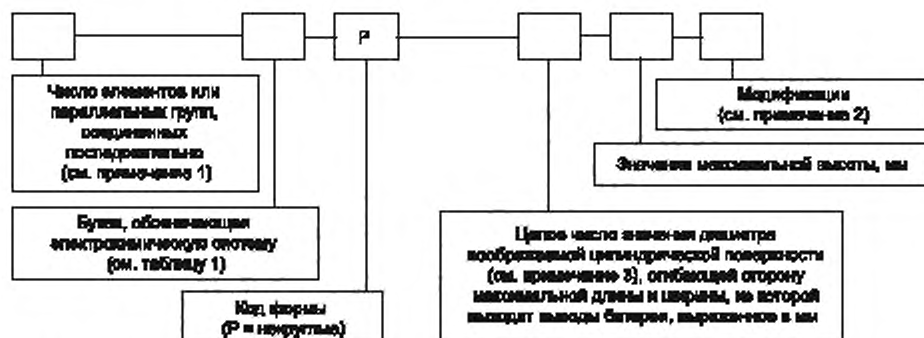 P
Число элементов или
параллельных групп,
соединенных
последовательно
(см. примечание 1)
Модификации
(см. примечание 2)
Значение максимальной высоты, мм
Буква, обозначающая
электрохимическую систему
(см. таблицу 1)
Целое число значения диаметра
воображаемой цилиндрической поверхности
(см. примечание 3), огибающей сторону
максимальной длины и ширины, из которой
выходят выводы батареи, выраженное в мм
Код формы
(P = некруглые)